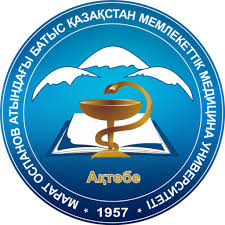 МАРАТ ОСПАНОВ АТЫНДАҒЫ БАТЫС ҚАЗАҚСТАН МЕМЛЕКЕТТІК МЕДИЦИНА УНИВЕРСИТЕТІ
Ақтөбе
* 1957 *